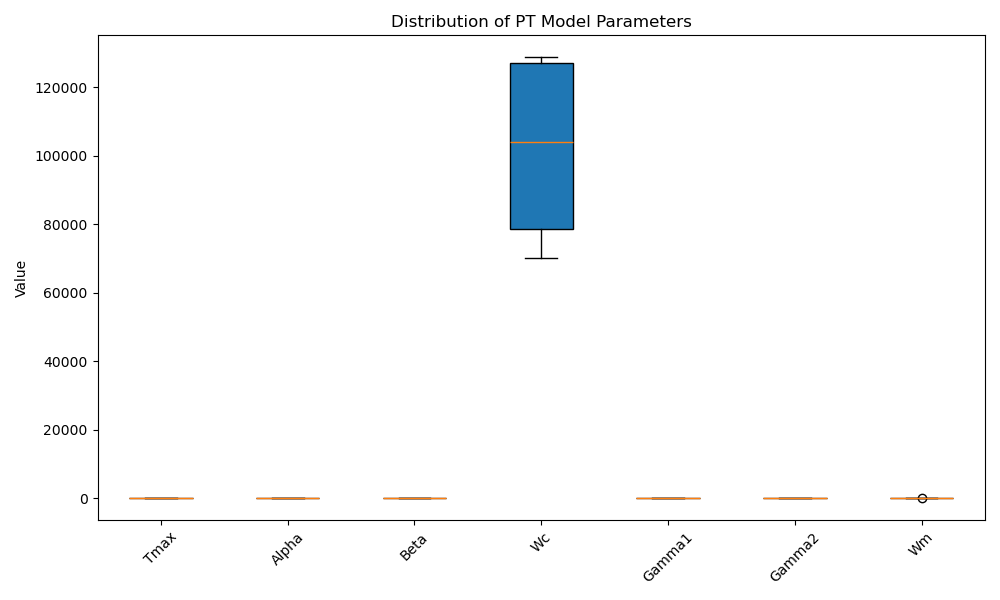 Distribution of PT Model Parameters
Value
120000
100000
80000
60000
40000
20000
0
Tmax
Alpha
Beta
Wc
Gamma1
Gamma2
Wm